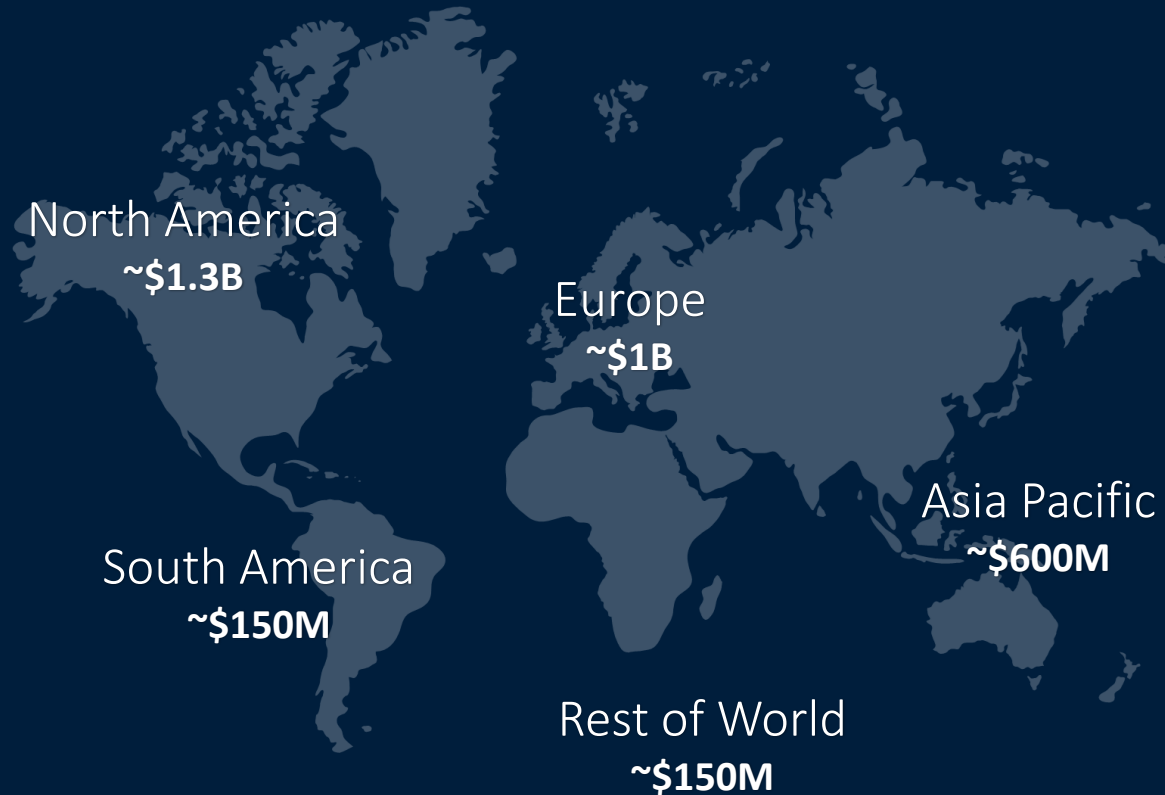 North America
~$1.3B
Europe
~$1B
Asia Pacific
~$600M
South America
~$150M
Rest of World
~$150M